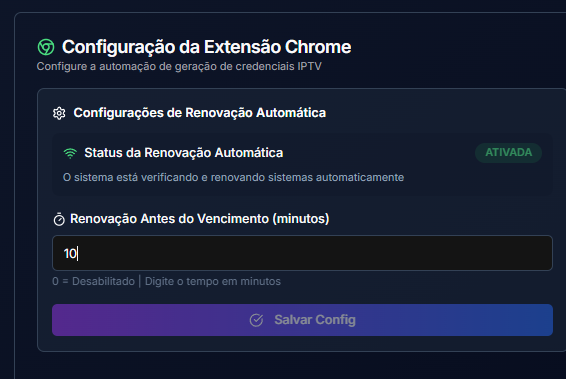 Configuração da Extensão Chrome
Configure a automação de geração de credenciais IPTV
Configurações de Renovação Automática
Status da Renovação Automática
ATIVADA
O sistema está verificando e renovando sistemas automaticamente
Renovação Antes do Vencimento (minutos)
10
0 = Desabilitado | Digite o tempo em minutos
Salvar Config